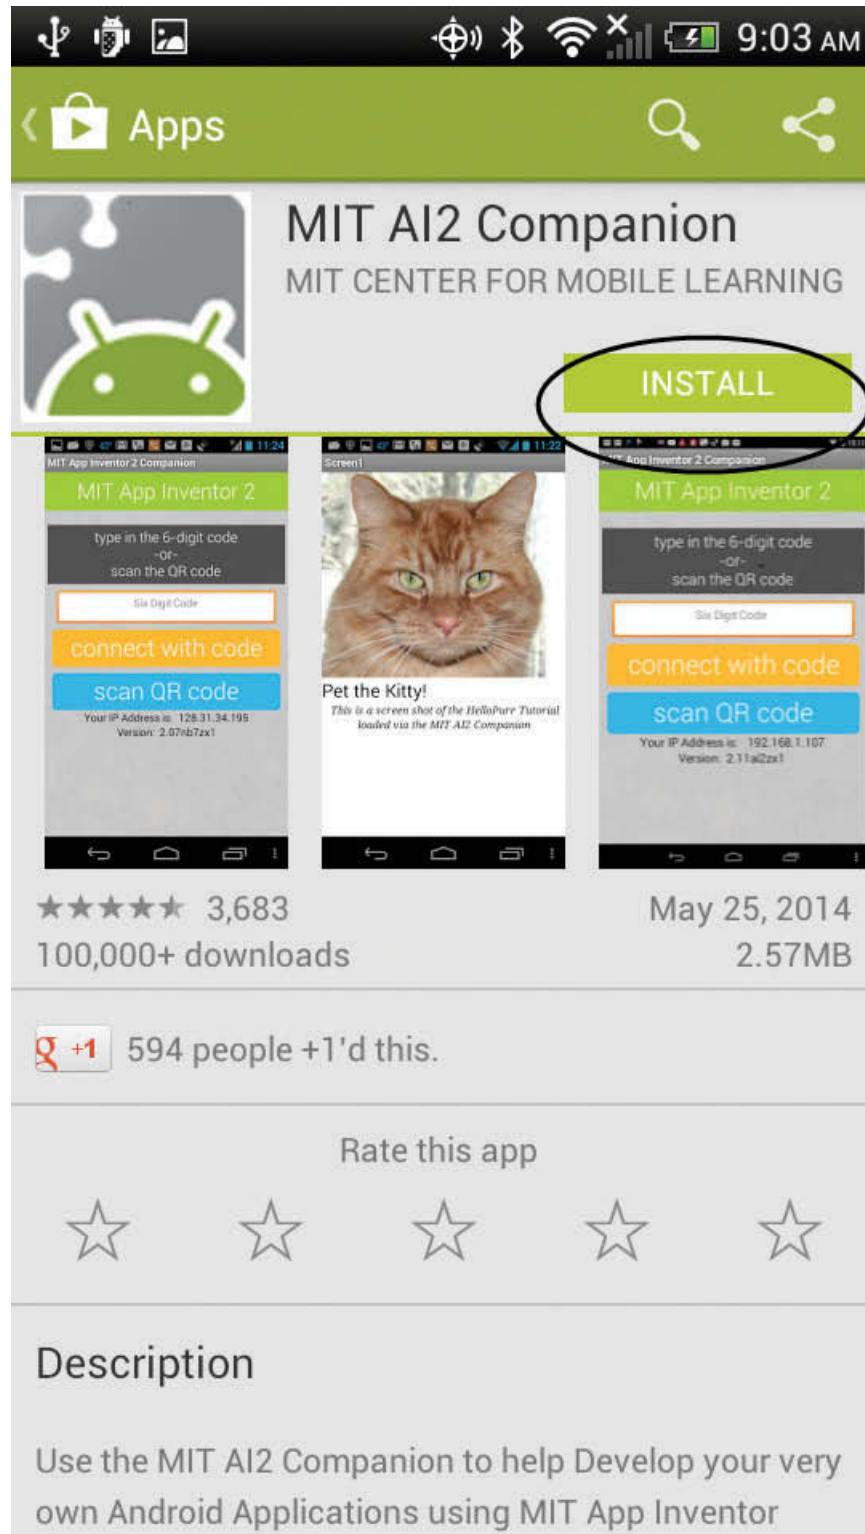 9:03 AM
Apps
MIT AI2 Companion
MIT CENTER FOR MOBILE LEARNING
INSTALL
11:24
MIT App Inventor 2 Companion
MIT App Inventor 2
type in the 6-digit code
-or-
scan the QR code
Six Digit Code
connect with code
scan QR code
Your IP Address is: 128.31.34.195
Version: 2.07nb7zx1
11:22
Screen1
Pet the Kitty!
This is a screen shot of the HelloPurr Tutorial
loaded via the MIT AI2 Companion
MIT App Inventor 2 Companion
MIT App Inventor 2
type in the 6-digit code
-or-
scan the QR code
Six Digit Code
connect with code
scan QR code
Your IP Address is: 192.168.1.107
Version: 2.11ai2zx1
3,683
May 25, 2014
100,000+ downloads
2.57MB
g +1
594 people +1'd this.
Rate this app
Description
Use the MIT AI2 Companion to help Develop your very
own Android Applications using MIT App Inventor